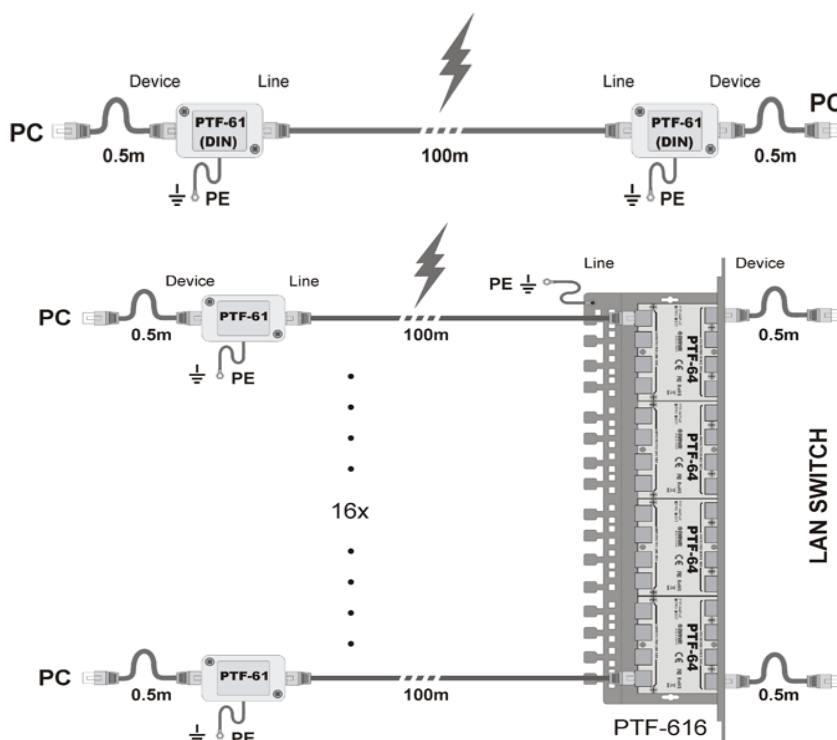 Device Line Line Device
PC PTF-61 (DIN) PTF-61 (DIN) PC
0.5m 100m 0.5m
PE PE
Device Line PE Line Device
PC PTF-61
0.5m 100m 0.5m
PE
PTF-64
PTF-64
16x
LAN SWITCH
PTF-64
PTF-64
PC PTF-61
0.5m 100m 0.5m
PE
PTF-616